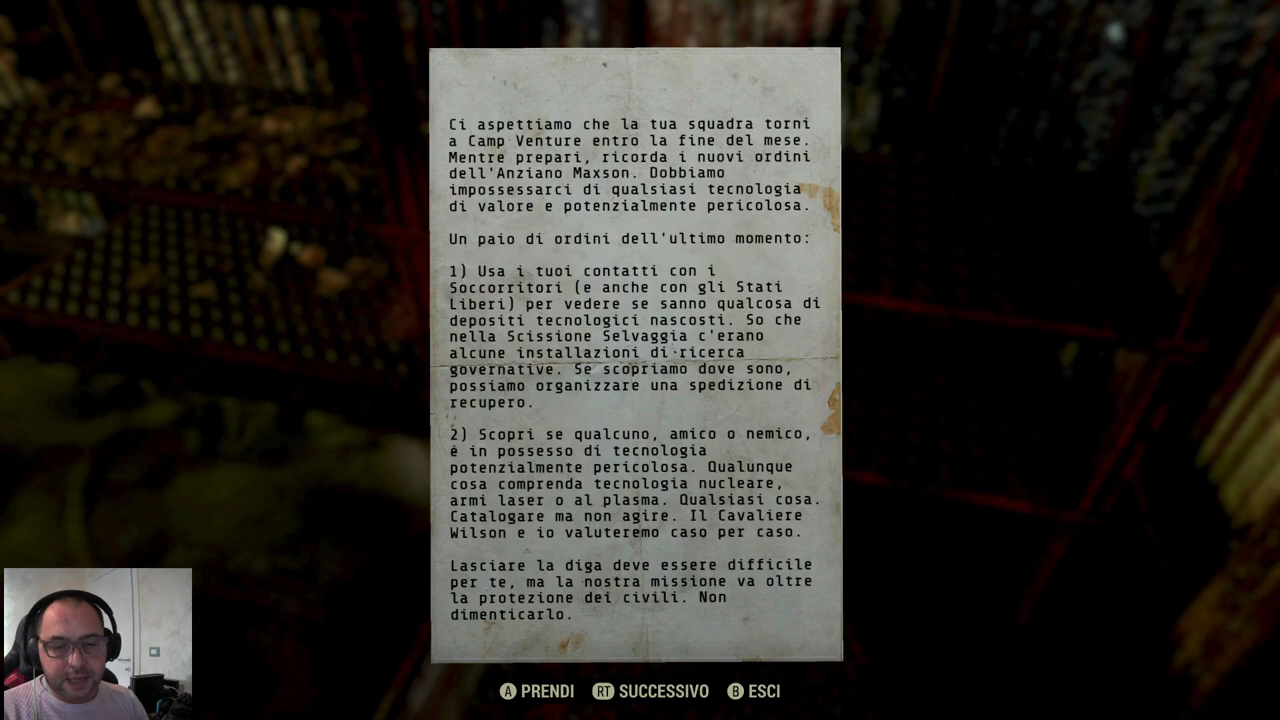 Ci aspettiamo che la tua squadra torni
a Camp Venture entro la fine del mese.
Mentre prepari, ricorda i nuovi ordini
dell'Anziano Maxson. Dobbiamo
impossessarci di qualsiasi tecnologia
di valore e potenzialmente pericolosa.
Un paio di ordini dell'ultimo momento:
1) Usa i tuoi contatti con i
Soccorritori (e anche con gli Stati
Liberi) per vedere se sanno qualcosa di
depositi tecnologici nascosti. So che
nella Scissione Selvaggia c'erano
alcune installazioni di ricerca
governative. Se scopriamo dove sono,
possiamo organizzare una spedizione di
recupero.
2) Scopri se qualcuno, amico o nemico,
è in possesso di tecnologia
potenzialmente pericolosa. Qualunque
cosa comprenda tecnologia nucleare,
armi laser o al plasma. Qualsiasi cosa.
Catalogare ma non agire. Il Cavaliere
Wilson e io valuteremo caso per caso.
Lasciare la diga deve essere difficile
per te, ma la nostra missione va oltre
la protezione dei civili. Non
dimenticarlo.
A PRENDI RT SUCCESSIVO B ESCI